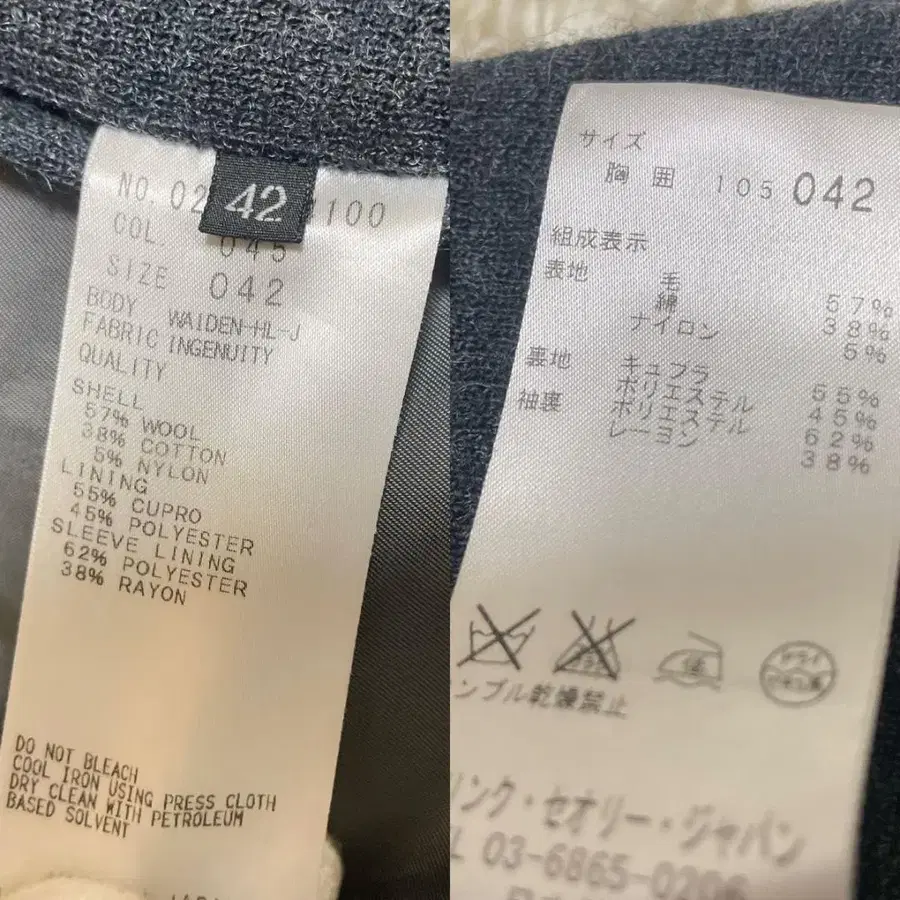 42
NO. 02 100
COL. 045
SIZE 042
BODY WAIDEN-HL-J
FABRIC INGENUITY
QUALITY
SHELL
57% WOOL
38% COTTON
5% NYLON
LINING
55% CUPRO
45% POLYESTER
SLEEVE LINING
62% POLYESTER
38% RAYON
DO NOT BLEACH
COOL IRON USING PRESS CLOTH
DRY CLEAN WITH PETROLEUM
BASED SOLVENT
サイズ
胸囲 105 042
組成表示
表地 毛 57%
綿 38%
ナイロン 5%
裏地 キュプラ 55%
ポリエステル 45%
袖裏 ポリエステル 62%
レーヨン 38%
低
ドライ
ンブル乾燥禁止
リンク・セオリー・ジャパン
L 03-6865-0206